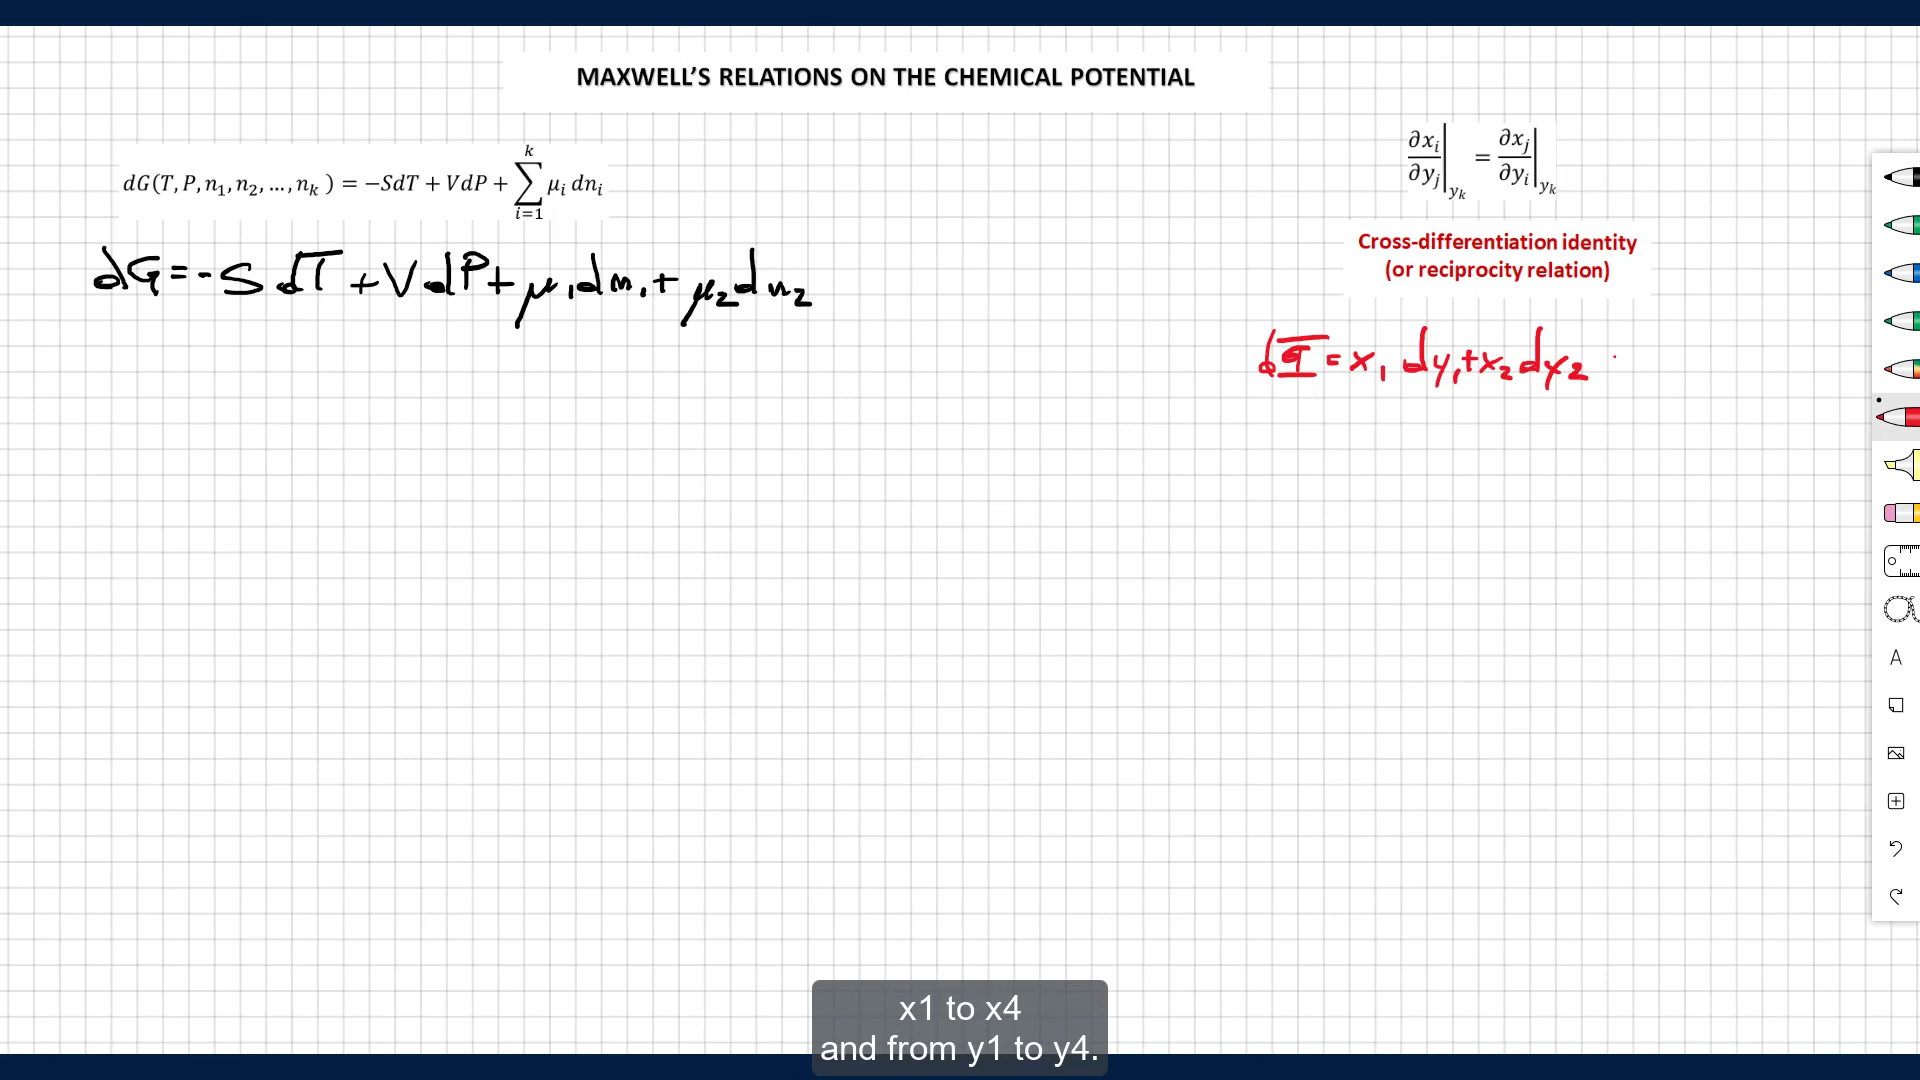 MAXWELL'S RELATIONS ON THE CHEMICAL POTENTIAL
dG(T, P, n₁, n₂, ..., nₖ ) = −SdT + VdP + ∑ᵢ₌₁ᵏ μᵢ dnᵢ
∂xᵢ/∂yⱼ|yₖ = ∂xⱼ/∂yᵢ|yₖ
Cross-differentiation identity
(or reciprocity relation)
dG = -S dT + V dP + μ₁ dn₁ + μ₂ dn₂
dΦ = x₁ dy₁ + x₂ dy₂
A
x1 to x4
and from y1 to y4.